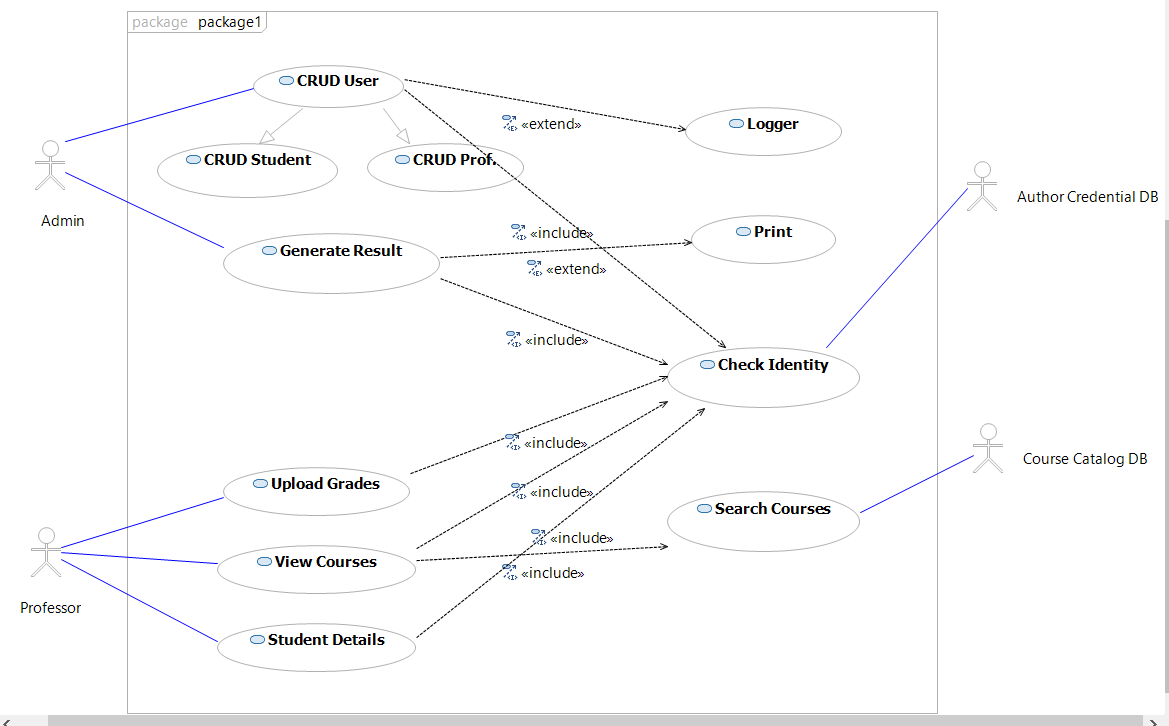 package package1
CRUD User
«extend»
Logger
CRUD Student
CRUD Prof.
Admin
Author Credential DB
Generate Result
«include»
Print
«extend»
«include»
Check Identity
«include»
Course Catalog DB
Upload Grades
«include»
Search Courses
«include»
View Courses
«include»
Professor
Student Details